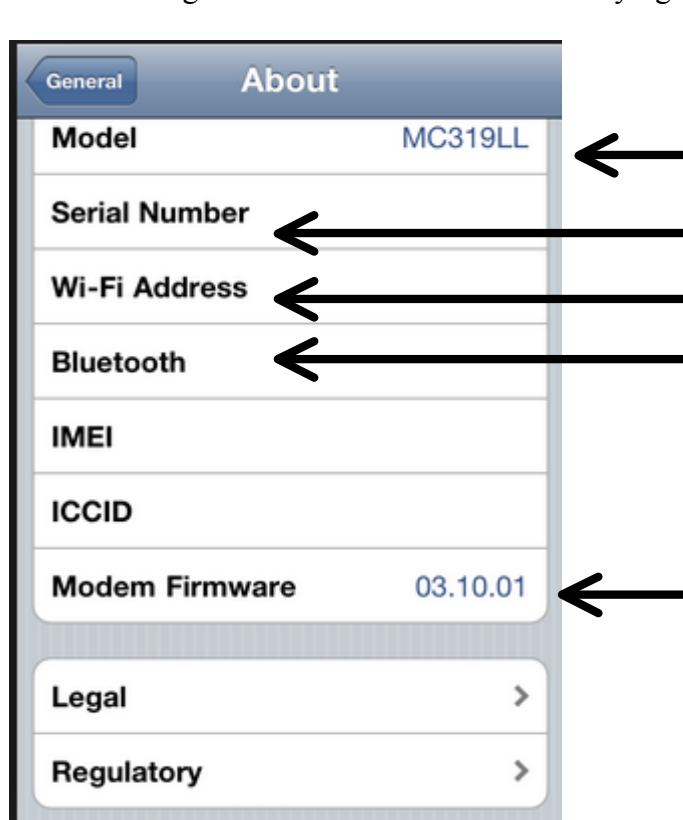 General
About
Model MC319LL
Serial Number
Wi-Fi Address
Bluetooth
IMEI
ICCID
Modem Firmware 03.10.01
Legal
Regulatory